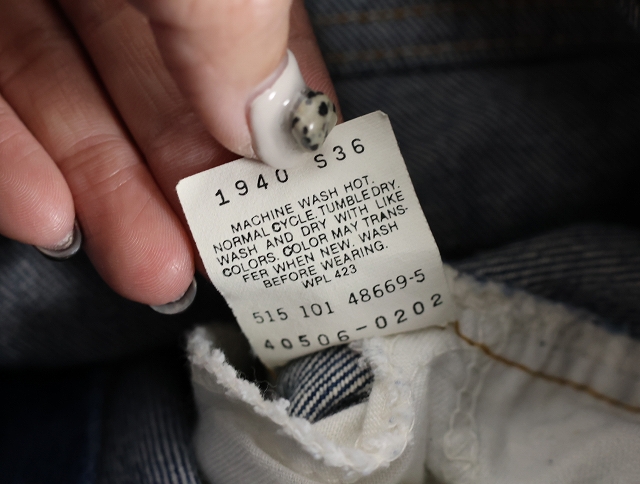 1940 S36
MACHINE WASH HOT,
NORMAL CYCLE, TUMBLE DRY.
WASH AND DRY WITH LIKE
COLORS. COLOR MAY TRANS-
FER WHEN NEW. WASH
BEFORE WEARING.
WPL 423
515 101 48669-5
40506-0202